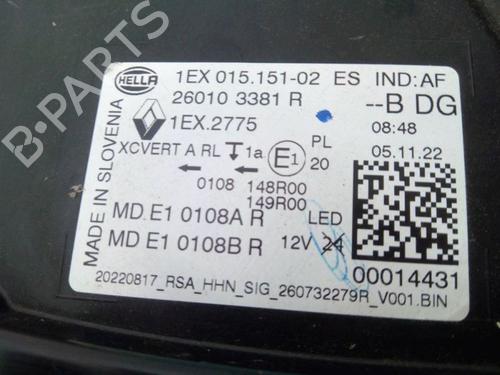 HELLA 1EX 015.151-02 ES IND:AF
26010 3381 R --B DG
1EX.2775 08:48
XCVERT A RL 1a E1 PL 20 05.11.22
0108 148R00
149R00
MD E1 0108A R LED
MD E1 0108B R 12V 24
00014431
20220817_RSA_HHN_SIG_260732279R_V001.BIN
MADE IN SLOVENIA
B-PARTS